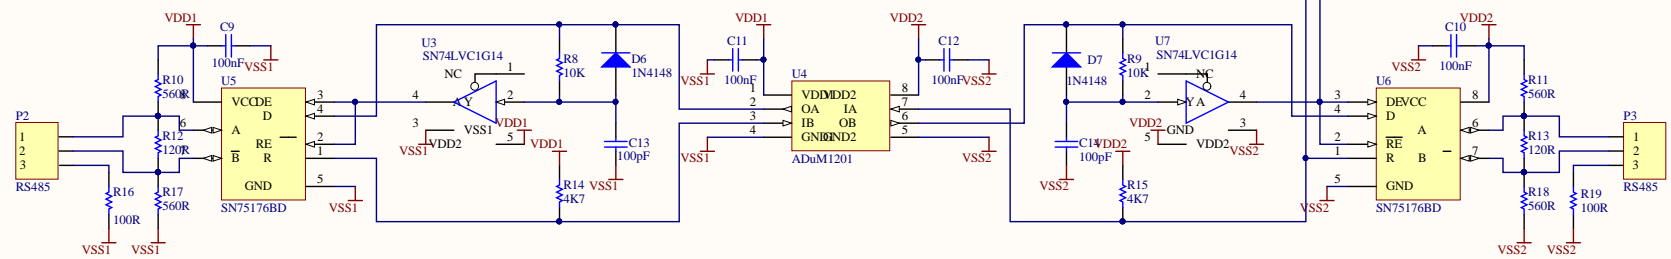 P2
1
2
3
RS485
R16
100R
VSS1
VDD1
C9
100nF
VSS1
R10
560R
8
6
R12
120R
7
R17
560R
VSS1
U5
VCC
DE
D
A
RE
B
R
GND
SN75176BD
3
4
2
1
5
VSS1
U3
SN74LVC1G14
NC
1
4
A
Y
2
3
VSS1
VSS1
VDD2
5
VDD1
R8
10K
D6
1N4148
C13
100pF
VSS1
VDD1
R14
4K7
VDD1
C11
100nF
VSS1
U4
1
VDD1
VDD2
8
2
OA
IA
7
3
IB
OB
6
4
GND1
GND2
5
ADuM1201
VSS1
VDD2
C12
100nF
VSS2
VSS2
D7
1N4148
R9
10K
C14
100pF
VSS2
VDD2
R15
4K7
U7
SN74LVC1G14
1
NC
2
Y
A
4
VDD2
5
GND
VDD2
3
VSS2
VDD2
C10
100nF
VSS2
U6
3
DE
VCC
8
4
D
A
6
2
RE
1
R
B
7
5
GND
VSS2
SN75176BD
R11
560R
R13
120R
R18
560R
VSS2
R19
100R
VSS2
P3
1
2
3
RS485